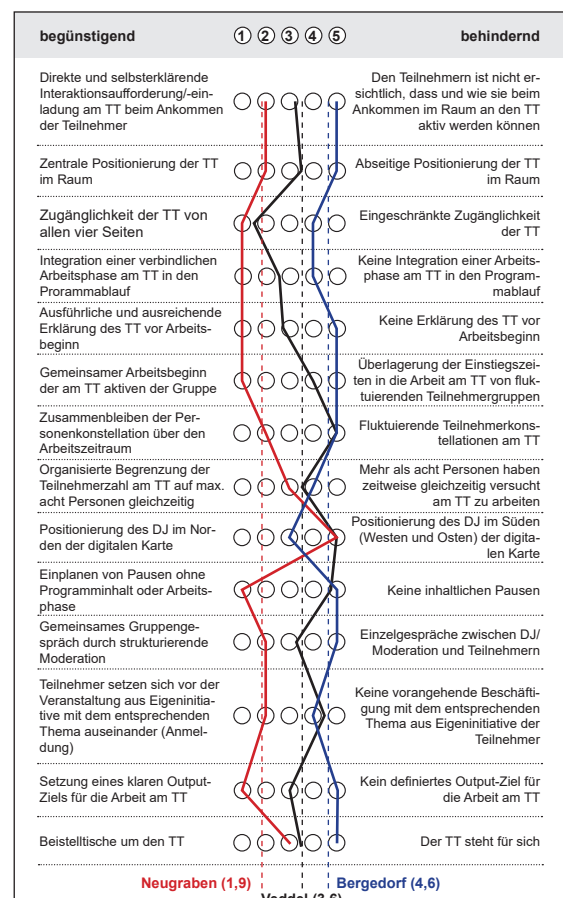 begünstigend ① ② ③ ④ ⑤ behindernd
Direkte und selbsterklärende
Interaktionsaufforderung/-ein-
ladung am TT beim Ankommen
der Teilnehmer
Den Teilnehmern ist nicht er-
sichtlich, dass und wie sie beim
Ankommen im Raum an den TT
aktiv werden können
Zentrale Positionierung der TT
im Raum
Abseitige Positionierung der TT
im Raum
Zugänglichkeit der TT von
allen vier Seiten
Eingeschränkte Zugänglichkeit
der TT
Integration einer verbindlichen
Arbeitsphase am TT in den
Prorammablauf
Keine Integration einer Arbeits-
phase am TT in den Program-
mablauf
Ausführliche und ausreichende
Erklärung des TT vor Arbeits-
beginn
Keine Erklärung des TT vor
Arbeitsbeginn
Gemeinsamer Arbeitsbeginn
der am TT aktiven der Gruppe
Überlagerung der Einstiegszei-
ten in die Arbeit am TT von fluk-
tuierenden Teilnehmergruppen
Zusammenbleiben der Per-
sonenkonstellation über den
Arbeitszeitraum
Fluktuierende Teilnehmerkons-
tellationen am TT
Organisierte Begrenzung der
Teilnehmerzahl am TT auf max.
acht Personen gleichzeitig
Mehr als acht Personen haben
zeitweise gleichzeitig versucht
am TT zu arbeiten
Positionierung des DJ im Nor-
den der digitalen Karte
Positionierung des DJ im Süden
(Westen und Osten) der digita-
len Karte
Einplanen von Pausen ohne
Programminhalt oder Arbeits-
phase
Keine inhaltlichen Pausen
Gemeinsames Gruppenge-
spräch durch strukturierende
Moderation
Einzelgespräche zwischen DJ/
Moderation und Teilnehmern
Teilnehmer setzen sich vor der
Veranstaltung aus Eigeninitia-
tive mit dem entsprechenden
Thema auseinander (Anmel-
dung)
Keine vorangehende Beschäfti-
gung mit dem entsprechenden
Thema aus Eigeninitiative der
Teilnehmer
Setzung eines klaren Output-
Ziels für die Arbeit am TT
Kein definiertes Output-Ziel für
die Arbeit am TT
Beistelltische um den TT
Der TT steht für sich
Neugraben (1,9) Bergedorf (4,6)
Veddel (3,6)